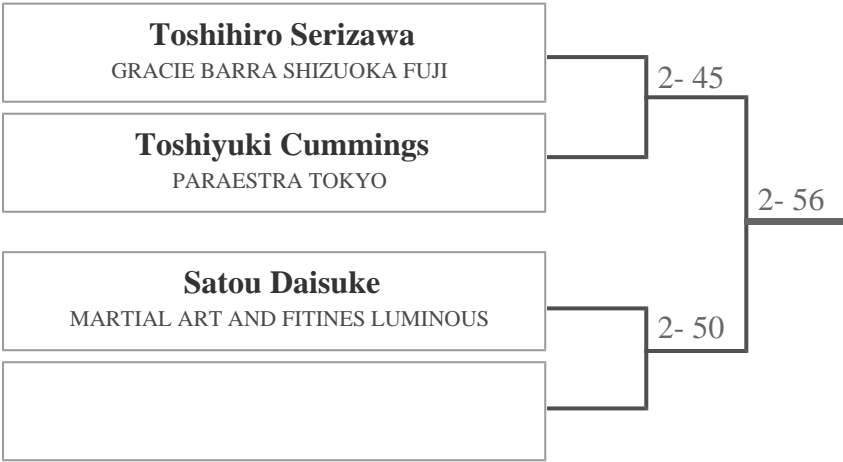 Toshihiro Serizawa
GRACIE BARRA SHIZUOKA FUJI
2- 45
Toshiyuki Cummings
PARAESTRA TOKYO
2- 56
Satou Daisuke
MARTIAL ART AND FITINES LUMINOUS
2- 50